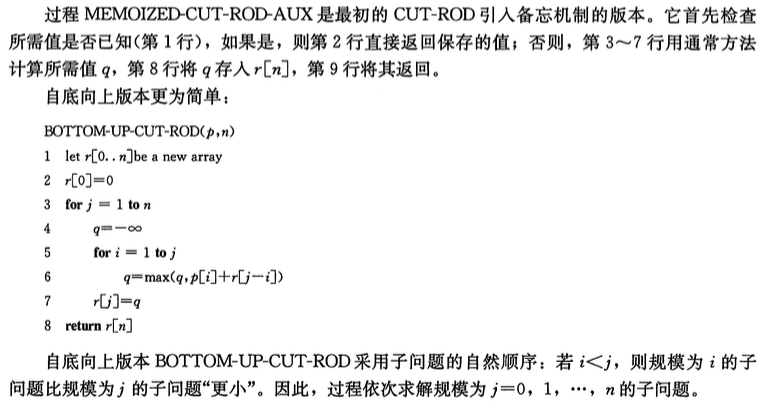 过程 MEMOIZED-CUT-ROD-AUX 是最初的 CUT-ROD 引入备忘机制的版本。它首先检查
所需值是否已知(第 1 行)，如果是，则第 2 行直接返回保存的值；否则，第 3～7 行用通常方法
计算所需值 q，第 8 行将 q 存入 r[n]，第 9 行将其返回。
自底向上版本更为简单：
BOTTOM-UP-CUT-ROD(p,n)
1 let r[0..n]be a new array
2 r[0]=0
3 for j = 1 to n
4 q=-∞
5 for i = 1 to j
6 q=max(q,p[i]+r[j-i])
7 r[j]=q
8 return r[n]
自底向上版本 BOTTOM-UP-CUT-ROD 采用子问题的自然顺序：若 i<j，则规模为 i 的子
问题比规模为 j 的子问题“更小”。因此，过程依次求解规模为 j=0，1，…，n 的子问题。